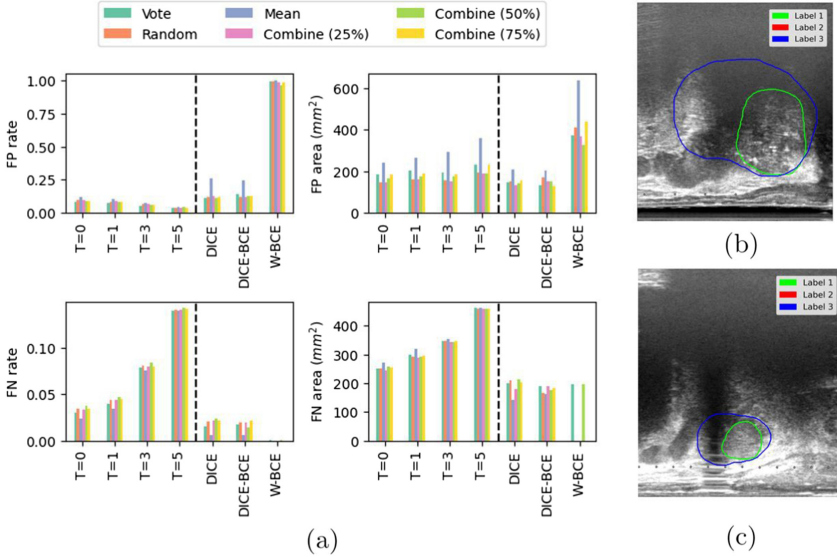 Vote Mean Combine (50%)
Random Combine (25%) Combine (75%)
FP rate
1.00
0.75
0.50
0.25
0.00
T=0 T=1 T=3 T=5 DICE DICE-BCE W-BCE
FP area (mm²)
600
400
200
0
T=0 T=1 T=3 T=5 DICE DICE-BCE W-BCE
FN rate
0.10
0.05
0.00
T=0 T=1 T=3 T=5 DICE DICE-BCE W-BCE
FN area (mm²)
400
300
200
100
0
T=0 T=1 T=3 T=5 DICE DICE-BCE W-BCE
(a)
Label 1
Label 2
Label 3
(b)
Label 1
Label 2
Label 3
(c)